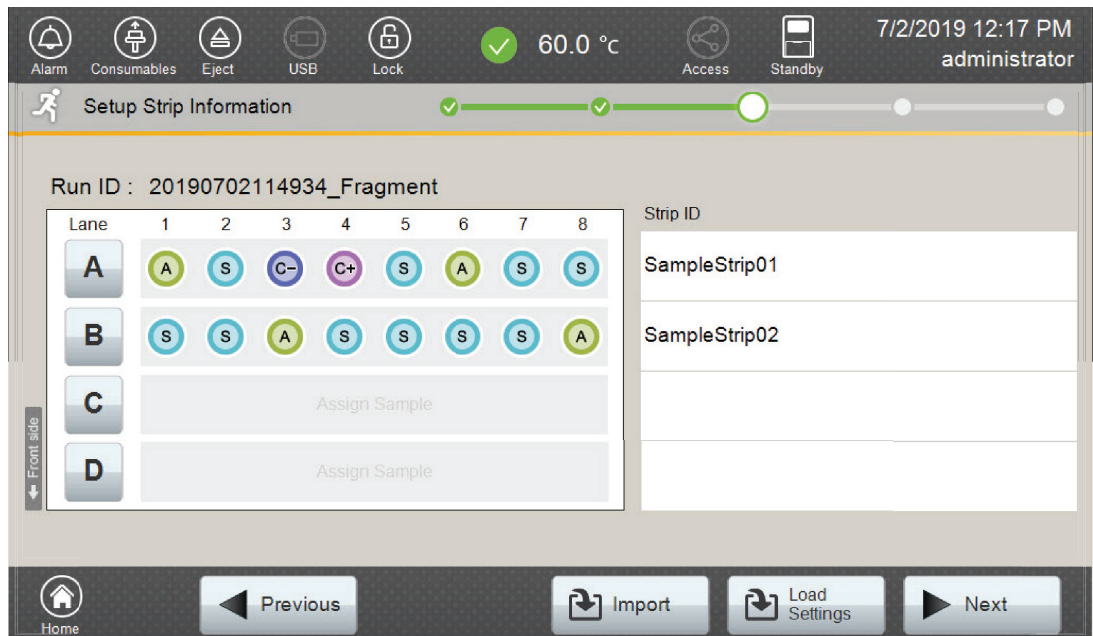 7/2/2019 12:17 PM
60.0 °c
administrator
Alarm Consumables Eject USB Lock Access Standby
Setup Strip Information
Run ID : 20190702114934_Fragment
Lane 1 2 3 4 5 6 7 8
Strip ID
A A S C- C+ S A S S
SampleStrip01
B S S A S S S S A
SampleStrip02
C Assign Sample
D Assign Sample
Front side
Previous Import Load Settings Next
Home